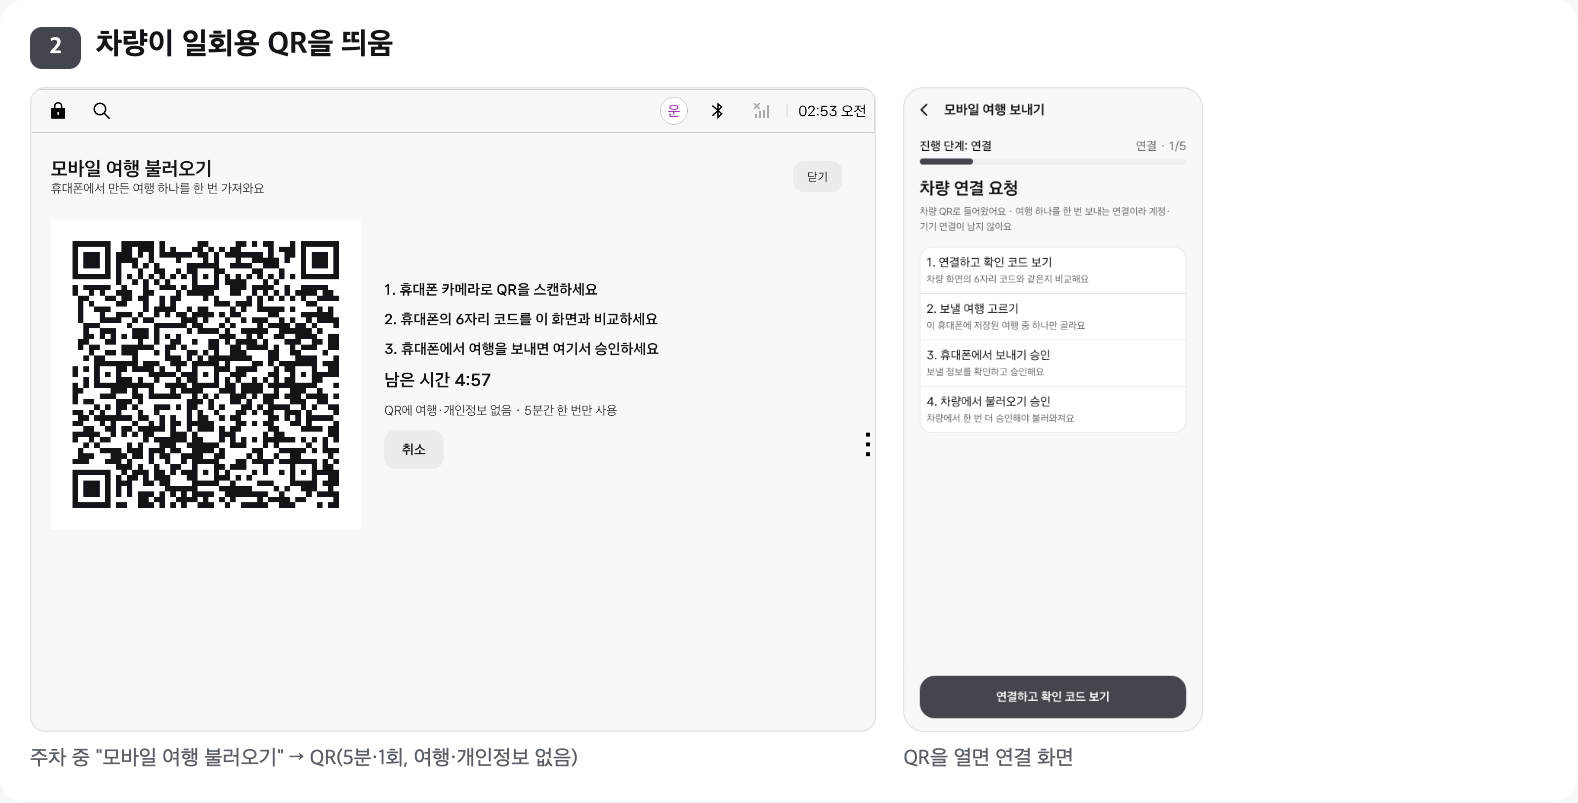 2 차량이 일회용 QR을 띄움
운
02:53 오전
모바일 여행 불러오기
휴대폰에서 만든 여행 하나를 한 번 가져와요
닫기
1. 휴대폰 카메라로 QR을 스캔하세요
2. 휴대폰의 6자리 코드를 이 화면과 비교하세요
3. 휴대폰에서 여행을 보내면 여기서 승인하세요
남은 시간 4:57
QR에 여행·개인정보 없음 · 5분간 한 번만 사용
취소
주차 중 "모바일 여행 불러오기" → QR(5분·1회, 여행·개인정보 없음)
모바일 여행 보내기
진행 단계: 연결
연결 · 1/5
차량 연결 요청
차량 QR로 들어왔어요 · 여행 하나를 한 번 보내는 연결이라 계정·
기기 연결이 남지 않아요
1. 연결하고 확인 코드 보기
차량 화면의 6자리 코드와 같은지 비교해요
2. 보낼 여행 고르기
이 휴대폰에 저장된 여행 중 하나만 골라요
3. 휴대폰에서 보내기 승인
보낼 정보를 확인하고 승인해요
4. 차량에서 불러오기 승인
차량에서 한 번 더 승인해야 불러와져요
연결하고 확인 코드 보기
QR을 열면 연결 화면